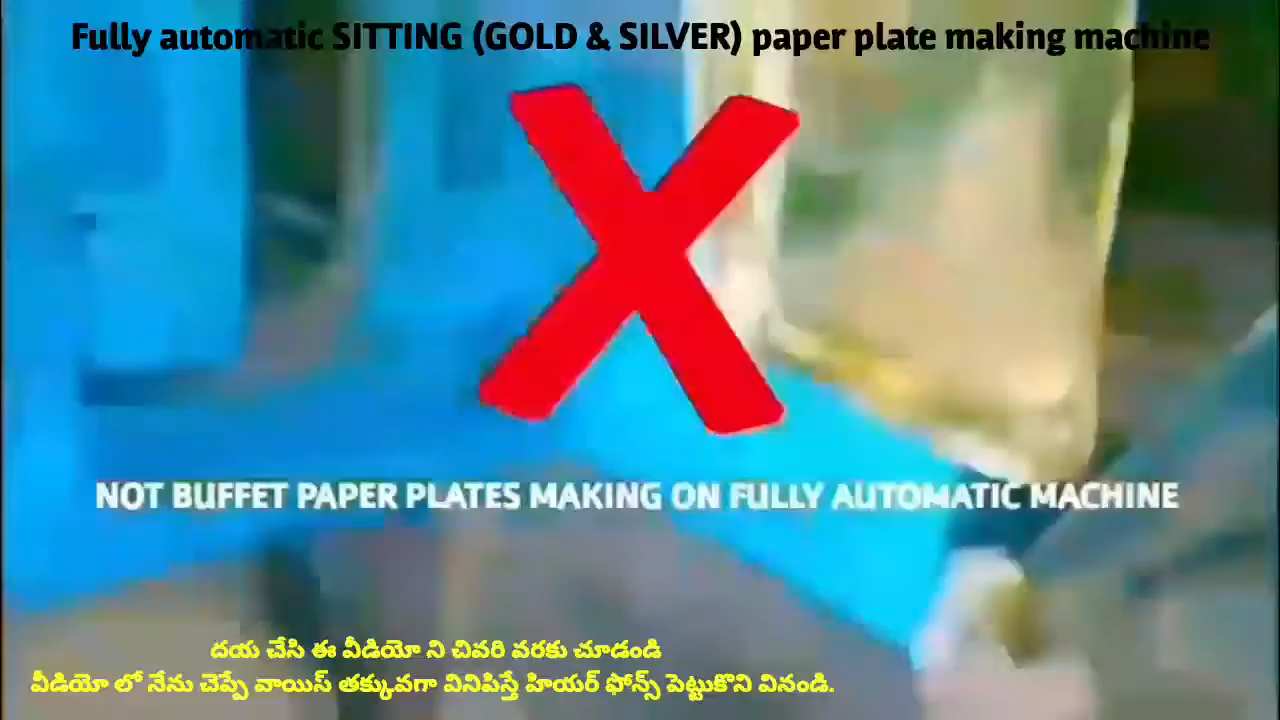 Fully automatic SITTING (GOLD & SILVER) paper plate making machine
NOT BUFFET PAPER PLATES MAKING ON FULLY AUTOMATIC MACHINE
దయ చేసి ఈ వీడియో ని చివరి వరకు చూడండి
వీడియో లో నేను చెప్పే వాయిస్ తక్కువగా వినిపిస్తే హియర్ ఫోన్స్ పెట్టుకొని వినండి.